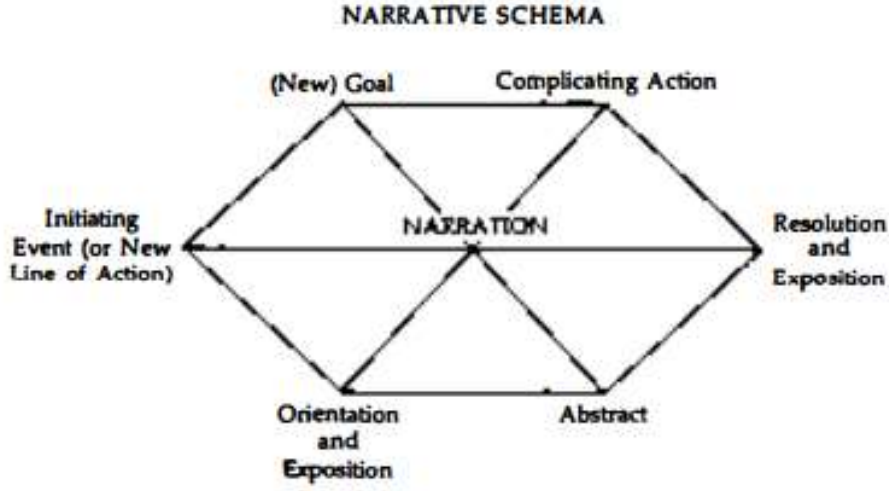 NARRATIVE SCHEMA
(New) Goal
Complicating Action
Initiating
Event (or New
Line of Action)
NARRATION
Resolution
and
Exposition
Orientation
and
Exposition
Abstract